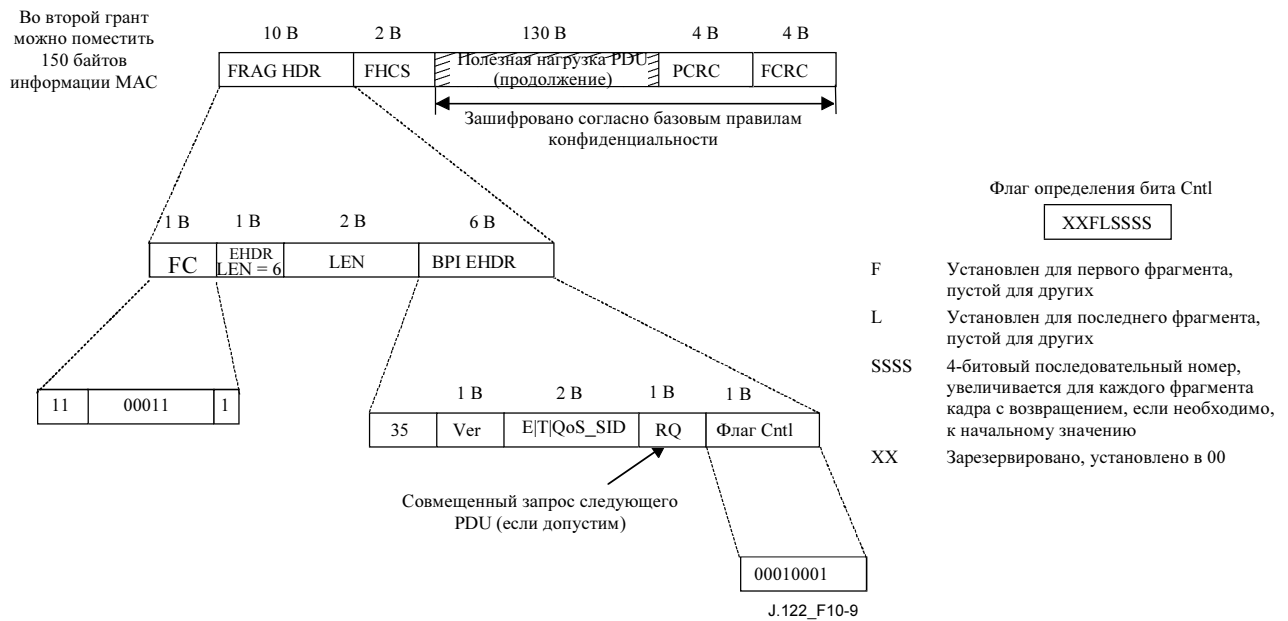 Во второй грант
можно поместить
150 байтов
информации MAC
10 B
2 B
130 B
4 B
4 B
FRAG HDR
FHCS
Полезная нагрузка PDU
(продолжение)
PCRC
FCRC
Зашифровано согласно базовым правилам
конфиденциальности
1 B
1 B
2 B
6 B
FC
EHDR
LEN = 6
LEN
BPI EHDR
11
00011
1
1 B
2 B
1 B
1 B
35
Ver
E|T|QoS_SID
RQ
Флаг Cntl
Совмещенный запрос следующего
PDU (если допустим)
00010001
Флаг определения бита Cntl
XXFLSSSS
F Установлен для первого фрагмента,
пустой для других
L Установлен для последнего фрагмента,
пустой для других
SSSS 4-битовый последовательный номер,
увеличивается для каждого фрагмента
кадра с возвращением, если необходимо,
к начальному значению
XX Зарезервировано, установлено в 00
J.122_F10-9